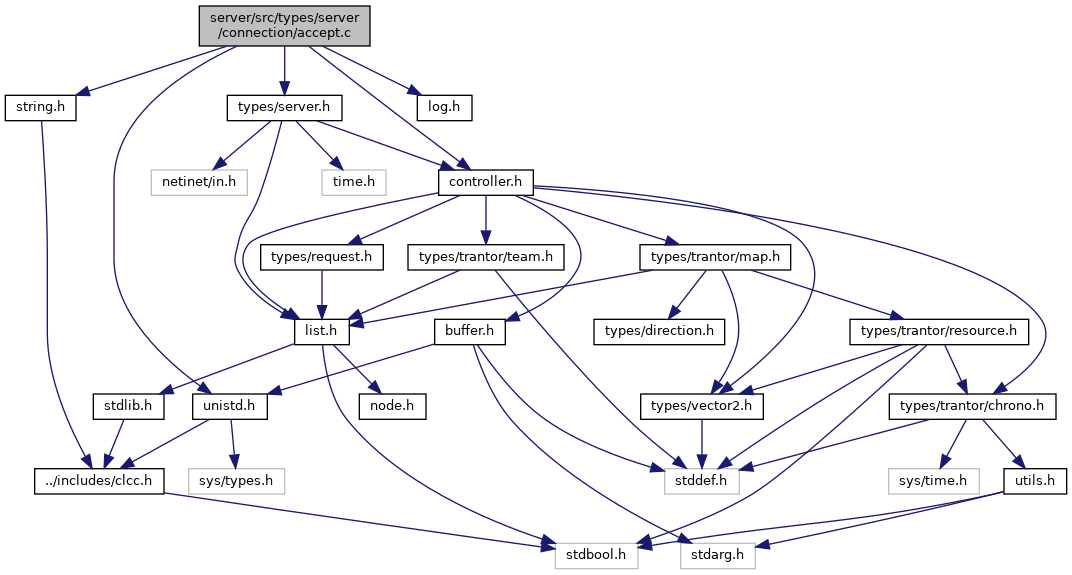 server/src/types/server
/connection/accept.c
string.h
types/server.h
log.h
netinet/in.h
time.h
controller.h
types/request.h
types/trantor/team.h
types/trantor/map.h
list.h
buffer.h
types/direction.h
types/trantor/resource.h
stdlib.h
unistd.h
node.h
types/vector2.h
types/trantor/chrono.h
../includes/clcc.h
sys/types.h
stddef.h
sys/time.h
utils.h
stdbool.h
stdarg.h